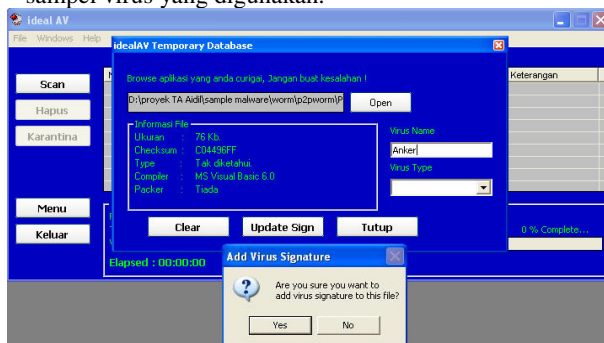 sampel virus yang digunakan.
ideal AV
File Windows Help
idealAV Temporary Database
Keterangan
Browse aplikasi yang anda curigai, Jangan buat kesalahan !
Scan
D:\proyek TA Aidil\sample malware\worm\p2pworm\P
Open
Hapus
Informasi File
Ukuran : 76 Kb
Virus Name
Karantina
Checksum : C04496FF
Anker
Type : Tak diketahui
Virus Type
Compiler : MS Visual Basic 6.0
Packer : Tiada
Menu
Clear
Update Sign
Tutup
Keluar
0 % Complete...
Elapsed : 00:00:00
Add Virus Signature
Are you sure you want to
add virus signature to this file?
Yes
No